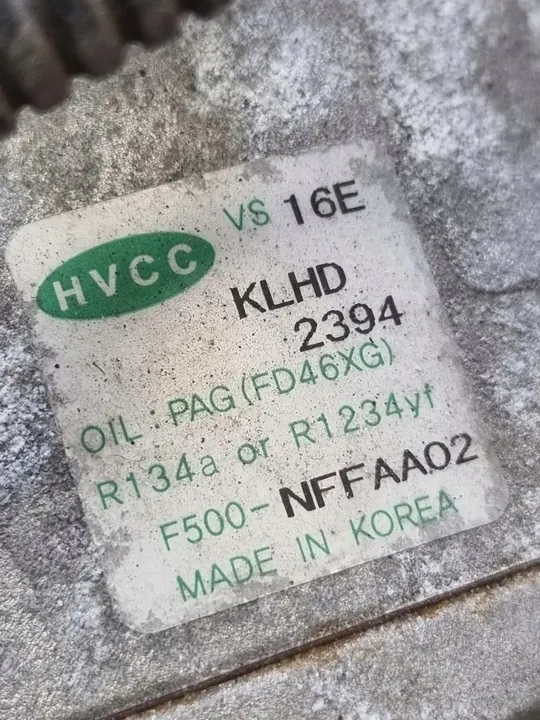 VS 16E
HVCC
KLHD
2394
OIL : PAG(FD46XG)
R134a or R1234yf
F500-NFFAA02
MADE IN KOREA